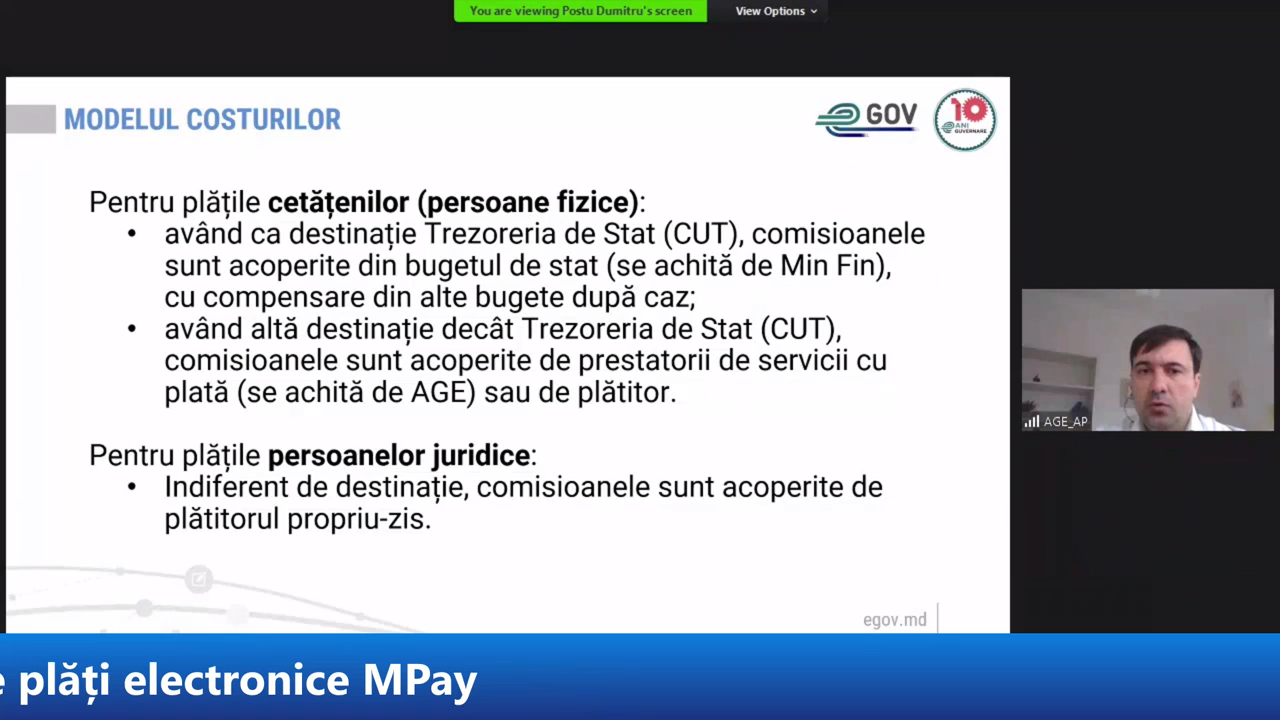 You are viewing Postu Dumitru's screen
View Options
MODELUL COSTURILOR
GOV
10
ANI
GUVERNARE
Pentru plățile cetățenilor (persoane fizice):
• având ca destinație Trezoreria de Stat (CUT), comisioanele
sunt acoperite din bugetul de stat (se achită de Min Fin),
cu compensare din alte bugete după caz;
• având altă destinație decât Trezoreria de Stat (CUT),
comisioanele sunt acoperite de prestatorii de servicii cu
plată (se achită de AGE) sau de plătitor.
Pentru plățile persoanelor juridice:
• Indiferent de destinație, comisioanele sunt acoperite de
plătitorul propriu-zis.
AGE_AP
egov.md
e plăți electronice MPay